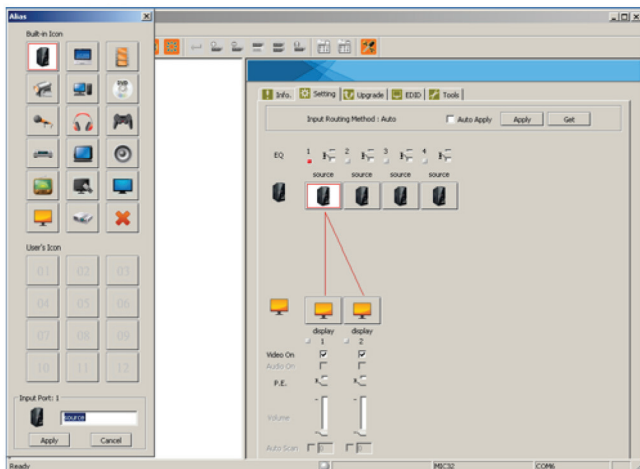 Alias
Built-in Icon
User's Icon
01 02 03
04 05 06
07 08 09
10 11 12
Input Port: 1
source
Apply Cancel
Ready
Info. Setting Upgrade EDID Tools
Input Routing Method : Auto Auto Apply Apply Get
EQ 1 2 3 4
source source source source
display display
1 2
Video On
Audio On
P.E.
Volume
Auto Scan
MIC32 COM6